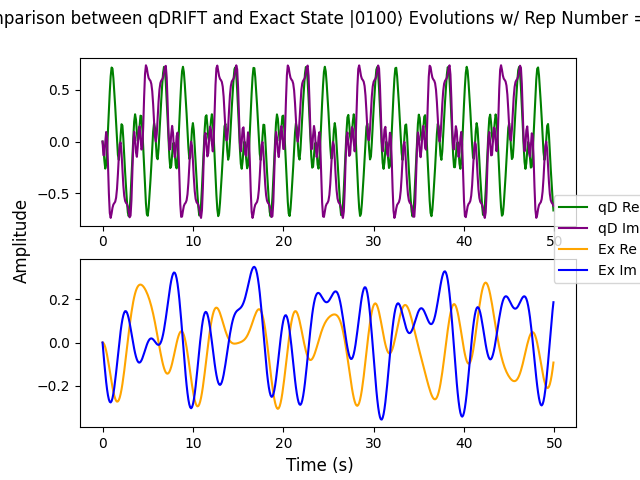 parison between qDRIFT and Exact State |0100⟩ Evolutions w/ Rep Number =
0.5
0.0
−0.5
0 10 20 30 40 50
qD Re
qD Im
Ex Re
Ex Im
Amplitude
0.2
0.0
−0.2
0 10 20 30 40 50
Time (s)